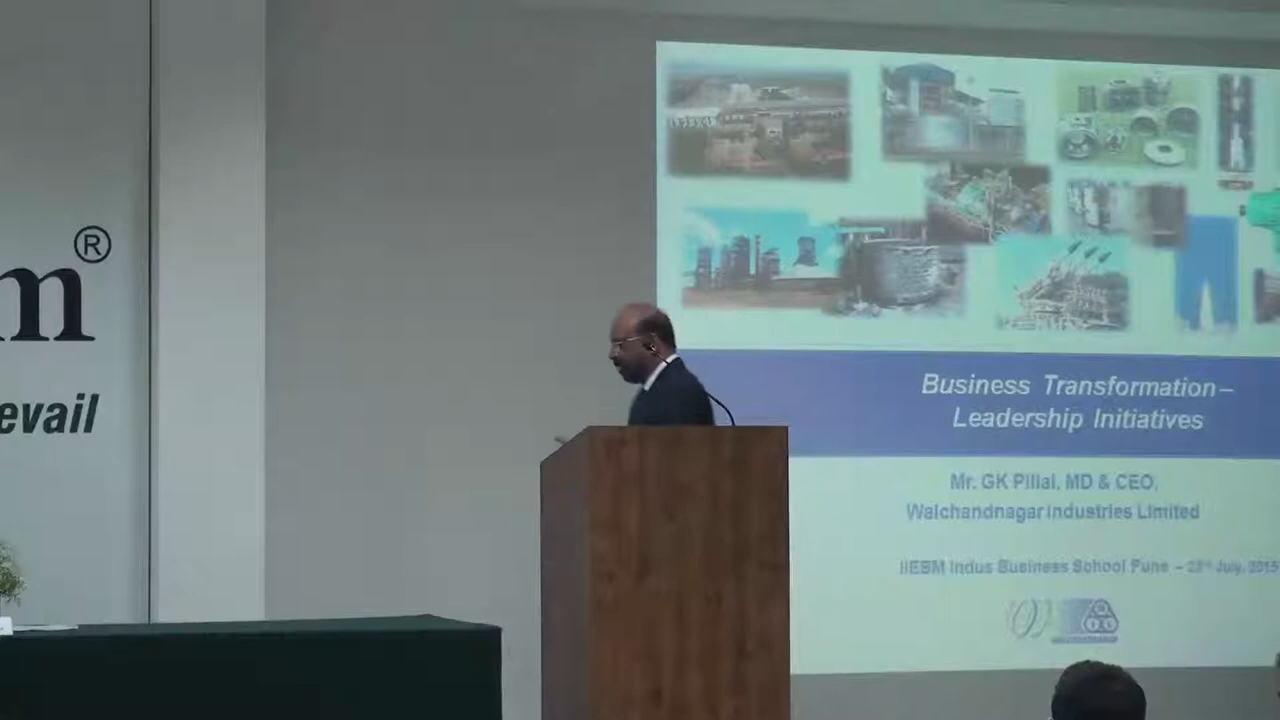 m®
evail
Business Transformation–
Leadership Initiatives
Mr. GK Pillai, MD & CEO,
Walchandnagar Industries Limited
IIEBM Indus Business School Pune – 23rd July, 2015